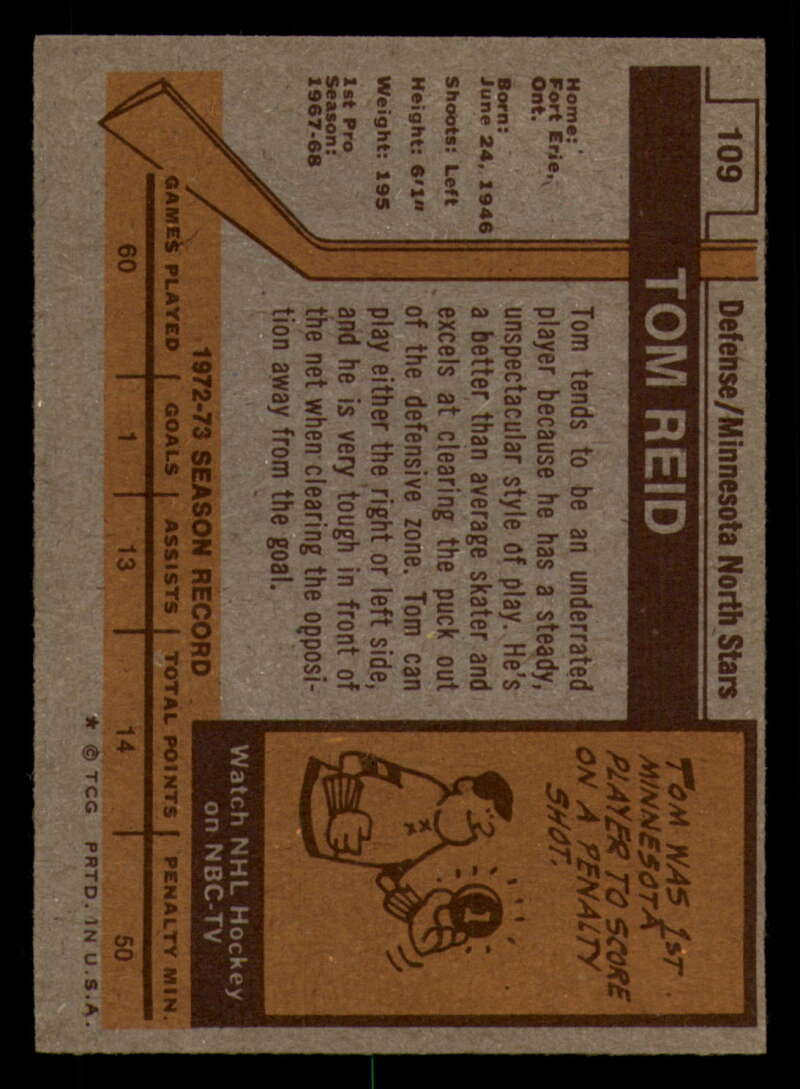 109
Defense/Minnesota North Stars
TOM REID
Home:
Fort Erie,
Ont.
Born:
June 24, 1946
Shoots: Left
Height: 6'1"
Weight: 195
1st Pro
Season:
1967-68
Tom tends to be an underrated
player because he has a steady,
unspectacular style of play. He's
a better than average skater and
excels at clearing the puck out
of the defensive zone. Tom can
play either the right or left side,
and he is very tough in front of
the net when clearing the opposi-
tion away from the goal.
TOM WAS 1ST
MINNESOTA
PLAYER TO SCORE
ON A PENALTY
SHOT.
1
Watch NHL Hockey
on NBC-TV
1972-73 SEASON RECORD
GAMES PLAYED GOALS ASSISTS TOTAL POINTS PENALTY MIN.
60 1 13 14 50
* © TCG PRTD. IN U.S.A.